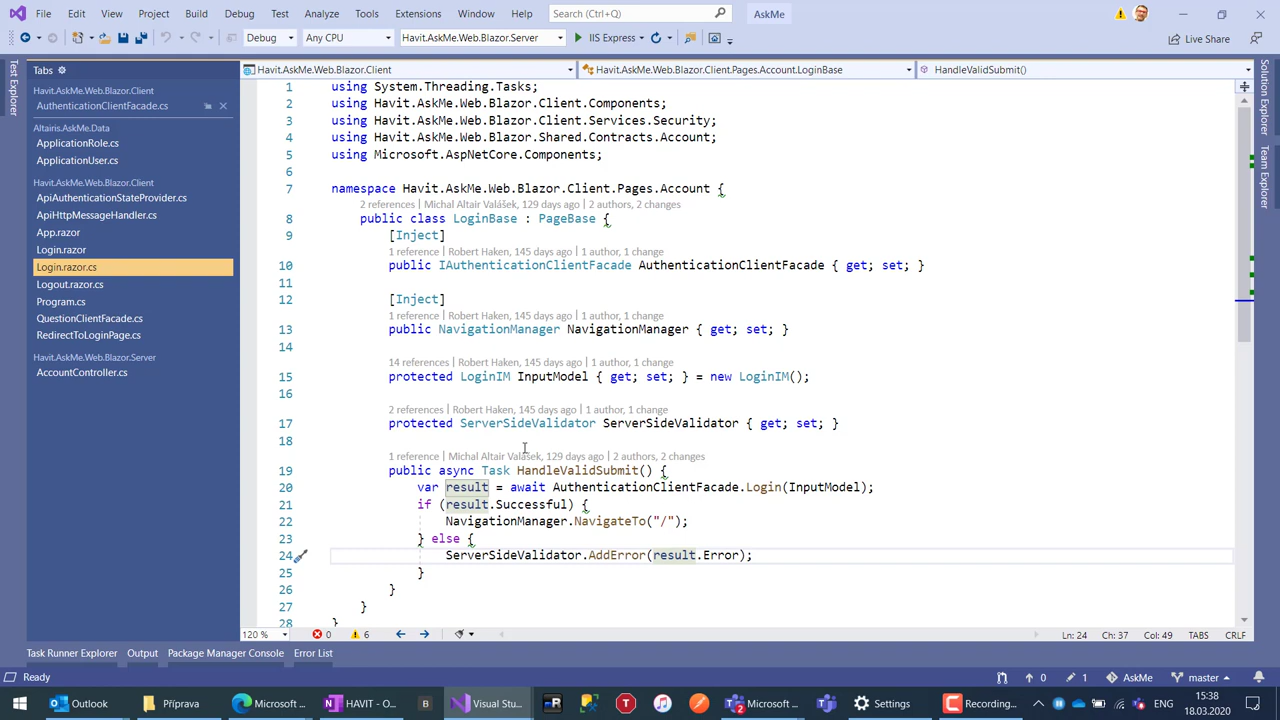 File Edit View Project Build Debug Test Analyze Tools Extensions Window Help Search (Ctrl+Q) AskMe
Debug Any CPU Havit.AskMe.Web.Blazor.Server IIS Express Live Share
Test Explorer
Tabs
Havit.AskMe.Web.Blazor.Client
AuthenticationClientFacade.cs
Altairis.AskMe.Data
ApplicationRole.cs
ApplicationUser.cs
Havit.AskMe.Web.Blazor.Client
ApiAuthenticationStateProvider.cs
ApiHttpMessageHandler.cs
App.razor
Login.razor
Login.razor.cs
Logout.razor.cs
Program.cs
QuestionClientFacade.cs
RedirectToLoginPage.cs
Havit.AskMe.Web.Blazor.Server
AccountController.cs
Havit.AskMe.Web.Blazor.Client Havit.AskMe.Web.Blazor.Client.Pages.Account.LoginBase HandleValidSubmit()
1 using System.Threading.Tasks;
2 using Havit.AskMe.Web.Blazor.Client.Components;
3 using Havit.AskMe.Web.Blazor.Client.Services.Security;
4 using Havit.AskMe.Web.Blazor.Shared.Contracts.Account;
5 using Microsoft.AspNetCore.Components;
6
7 namespace Havit.AskMe.Web.Blazor.Client.Pages.Account {
2 references | Michal Altair Valášek, 129 days ago | 2 authors, 2 changes
8 public class LoginBase : PageBase {
9 [Inject]
1 reference | Robert Haken, 145 days ago | 1 author, 1 change
10 public IAuthenticationClientFacade AuthenticationClientFacade { get; set; }
11
12 [Inject]
1 reference | Robert Haken, 145 days ago | 1 author, 1 change
13 public NavigationManager NavigationManager { get; set; }
14
14 references | Robert Haken, 145 days ago | 1 author, 1 change
15 protected LoginIM InputModel { get; set; } = new LoginIM();
16
2 references | Robert Haken, 145 days ago | 1 author, 1 change
17 protected ServerSideValidator ServerSideValidator { get; set; }
18
1 reference | Michal Altair Valášek, 129 days ago | 2 authors, 2 changes
19 public async Task HandleValidSubmit() {
20 var result = await AuthenticationClientFacade.Login(InputModel);
21 if (result.Successful) {
22 NavigationManager.NavigateTo("/");
23 } else {
24 ServerSideValidator.AddError(result.Error);
25 }
26 }
27 }
28 }
Solution Explorer
Team Explorer
120 % 0 6 Ln: 24 Ch: 37 Col: 49 TABS CRLF
Task Runner Explorer Output Package Manager Console Error List
Ready 0 1 AskMe master
Outlook Příprava Microsoft ... HAVIT - O... Visual Stu... Microsoft ... Settings Recording... ENG 15:38
18.03.2020